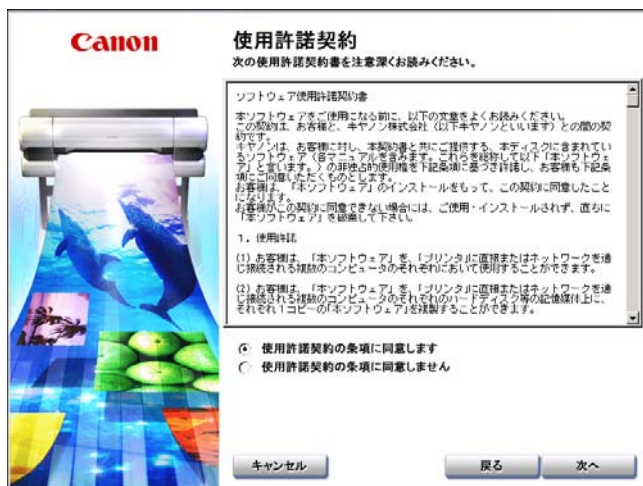 Canon
使用許諾契約
次の使用許諾契約書を注意深くお読みください。
ソフトウェア使用許諾契約書
本ソフトウェアをご使用になる前に、以下の文章をよくお読みください。
この契約は、お客様と、キヤノン株式会社（以下キヤノンといいます）との間の契
約です。
キヤノンは、お客様に対し、本契約書と共にご提供する、本ディスクに含まれてい
るソフトウェア（各マニュアルを含みます。これらを総称して以下「本ソフトウェ
ア」と言います。）の非独占的使用権を下記条項に基づき許諾し、お客様も下記条
項にご同意いただくものとします。
お客様は、「本ソフトウェア」のインストールをもって、この契約に同意したこと
になります。
お客様がこの契約に同意できない場合には、ご使用・インストールされず、直ちに
「本ソフトウェア」を破棄して下さい。
1．使用許諾
(1) お客様は、「本ソフトウェア」を、「プリンタ」に直接またはネットワークを通
じ接続される複数のコンピュータのそれぞれにおいて使用することができます。
(2) お客様は、「本ソフトウェア」を、「プリンタ」に直接またはネットワークを通
じ接続される複数のコンピュータのそれぞれのハードディスク等の記憶媒体上に、
それぞれ1コピーの「本ソフトウェア」を複製することができます。
使用許諾契約の条項に同意します
使用許諾契約の条項に同意しません
キャンセル
戻る
次へ